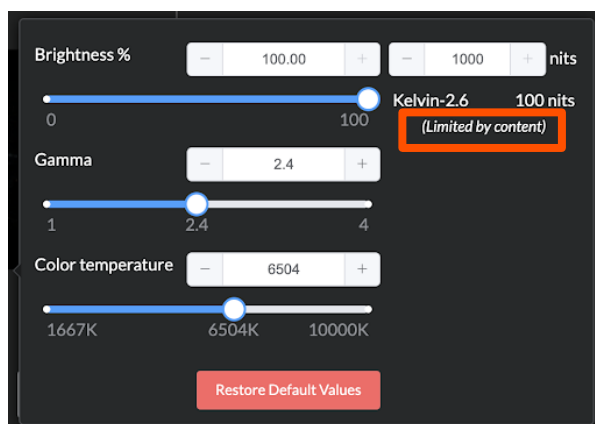 Brightness % − 100.00 + − 1000 + nits
Kelvin-2.6 100 nits
0 100 (Limited by content)
Gamma − 2.4 +
1 2.4 4
Color temperature − 6504 +
1667K 6504K 10000K
Restore Default Values